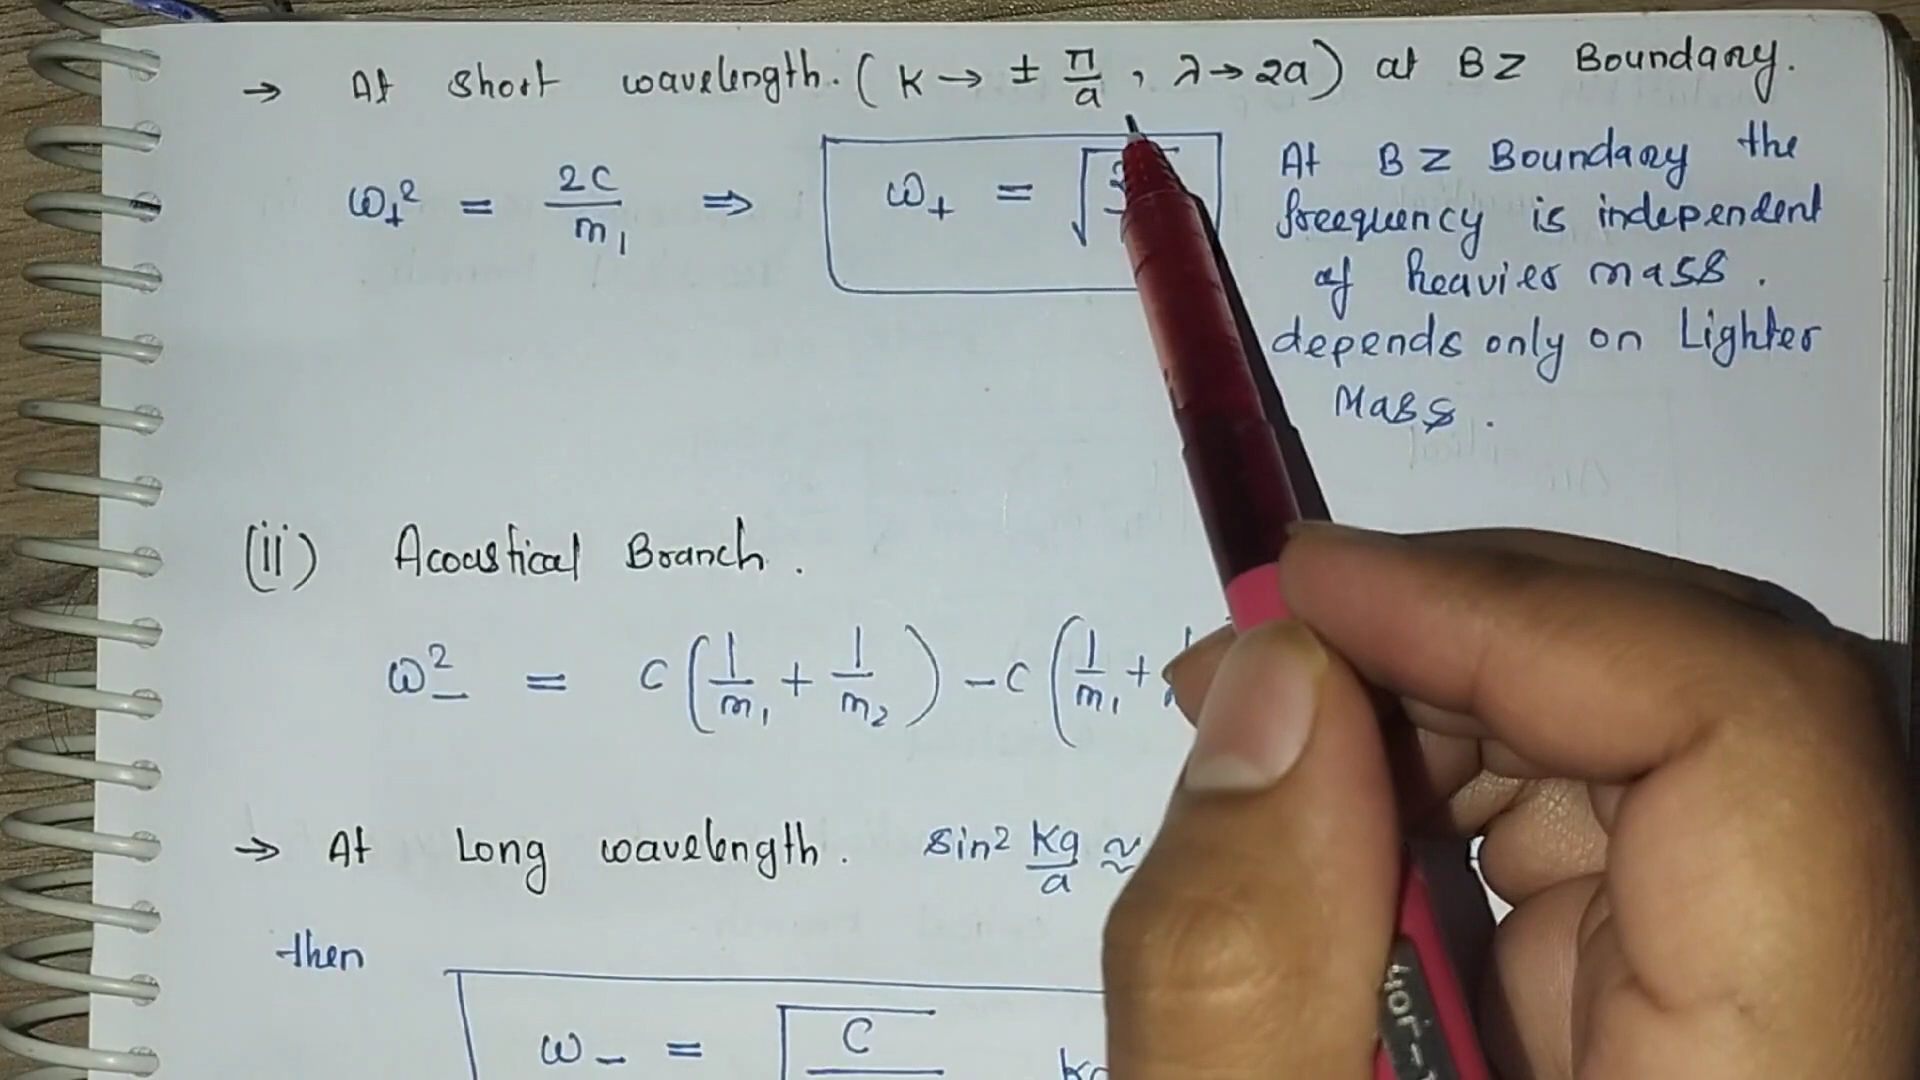 → At short wavelength. (K → ± π/a , λ → 2a) at BZ Boundary.
ω₊² = 2C/m₁ ⇒ ω₊ = √
At BZ Boundary the
freequency is independent
of heavier mass.
depends only on Lighter
Mass.
(ii) Acoustical Branch.
ω₋² = C(1/m₁ + 1/m₂) - C(1/m₁ +
→ At Long wavelength. sin² Ka/a ≈
then
ω₋ = √C